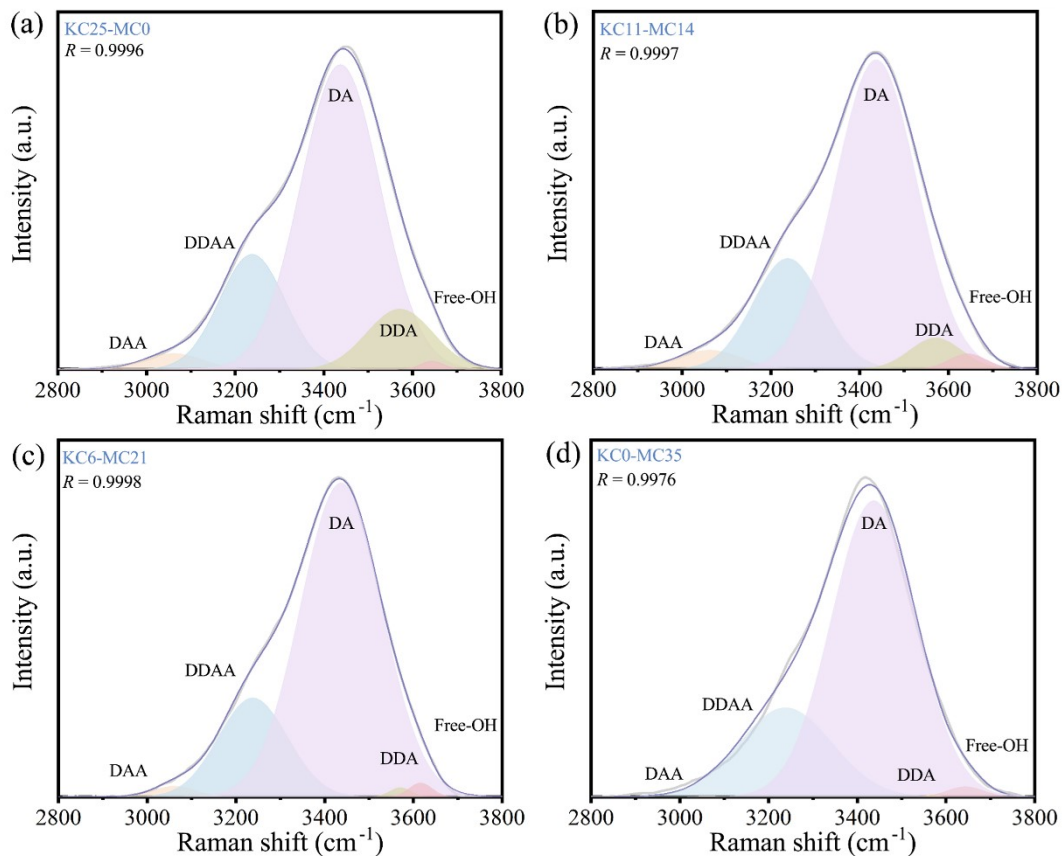 (a)
KC25-MC0
R = 0.9996
DA
DDAA
Free-OH
DDA
DAA
Intensity (a.u.)
2800 3000 3200 3400 3600 3800
Raman shift (cm⁻¹)
(b)
KC11-MC14
R = 0.9997
DA
DDAA
Free-OH
DDA
DAA
Intensity (a.u.)
2800 3000 3200 3400 3600 3800
Raman shift (cm⁻¹)
(c)
KC6-MC21
R = 0.9998
DA
DDAA
Free-OH
DDA
DAA
Intensity (a.u.)
2800 3000 3200 3400 3600 3800
Raman shift (cm⁻¹)
(d)
KC0-MC35
R = 0.9976
DA
DDAA
Free-OH
DDA
DAA
Intensity (a.u.)
2800 3000 3200 3400 3600 3800
Raman shift (cm⁻¹)